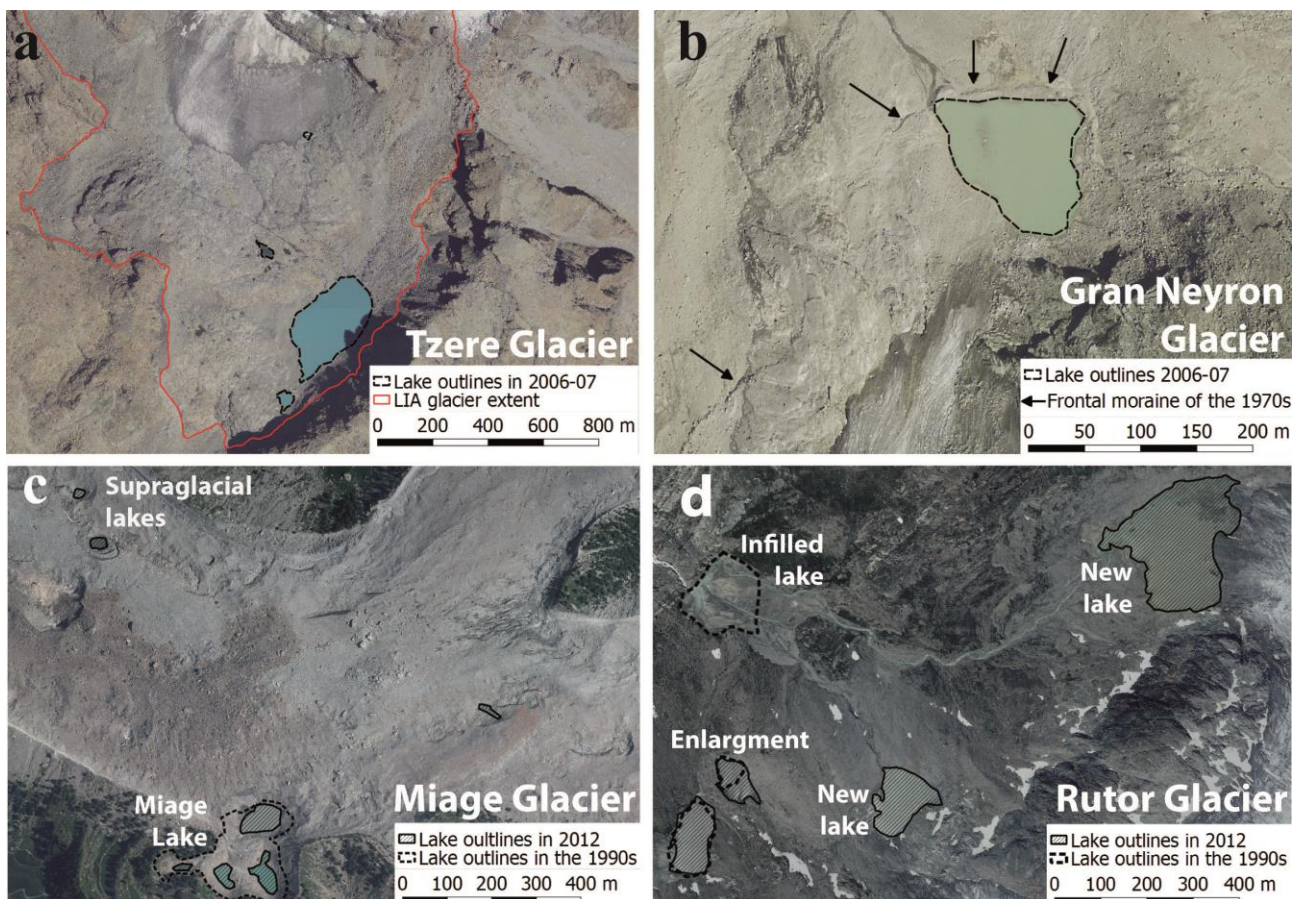 a
Tzere Glacier
Lake outlines in 2006-07
LIA glacier extent
0 200 400 600 800 m
b
Gran Neyron
Glacier
Lake outlines 2006-07
Frontal moraine of the 1970s
0 50 100 150 200 m
c
Supraglacial
lakes
Miage
Lake
Miage Glacier
Lake oultlines in 2012
Lake outlines in the 1990s
0 100 200 300 400 m
d
Infilled
lake
New
lake
Enlargment
New
lake
Rutor Glacier
Lake outlines in 2012
Lake outlines in the 1990s
0 100 200 300 400 m